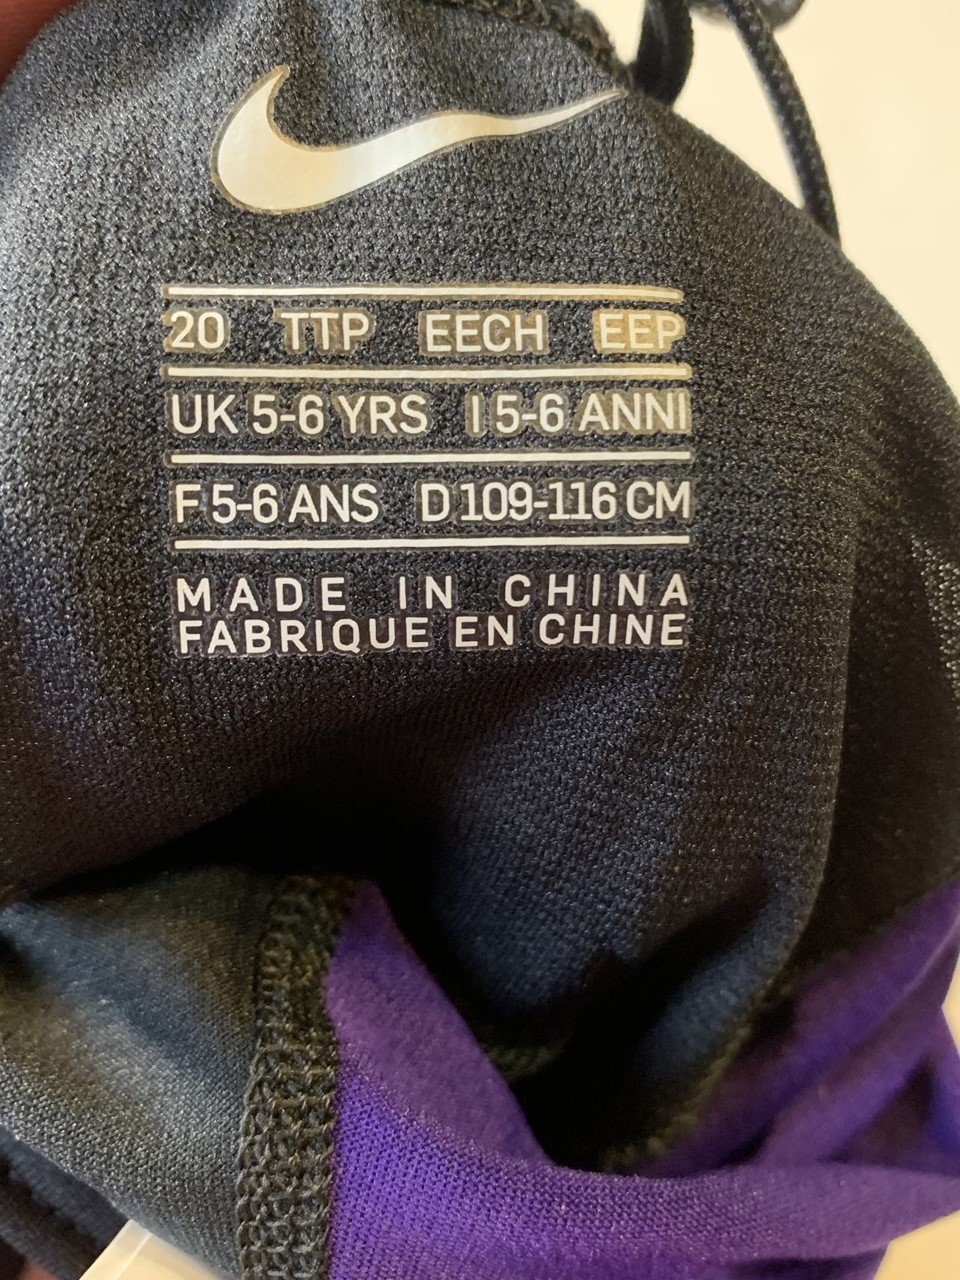 20 TTP EECH EEP
UK 5-6 YRS I 5-6 ANNI
F 5-6 ANS D 109-116 CM
MADE IN CHINA
FABRIQUE EN CHINE